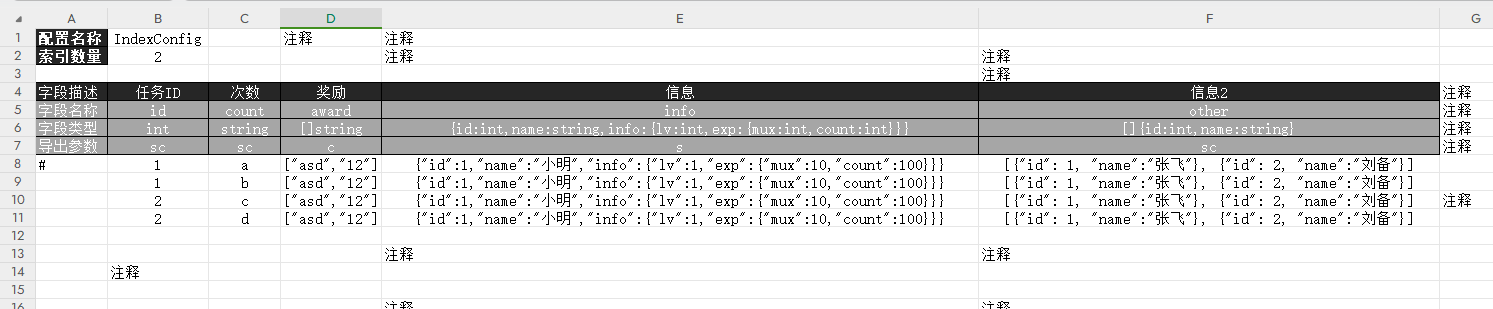 A B C D E F G
1 配置名称 IndexConfig 注释 注释
2 索引数量 2 注释 注释
3 注释
4 字段描述 任务ID 次数 奖励 信息 信息2 注释
5 字段名称 id count award info other 注释
6 字段类型 int string []string {id:int,name:string,info:{lv:int,exp:{mux:int,count:int}}} []{id:int,name:string} 注释
7 导出参数 sc sc c s sc 注释
8 # 1 a ["asd","12"] {"id":1,"name":"小明","info":{"lv":1,"exp":{"mux":10,"count":100}}} [{"id": 1, "name":"张飞"}, {"id": 2, "name":"刘备"}]
9 1 b ["asd","12"] {"id":1,"name":"小明","info":{"lv":1,"exp":{"mux":10,"count":100}}} [{"id": 1, "name":"张飞"}, {"id": 2, "name":"刘备"}]
10 2 c ["asd","12"] {"id":1,"name":"小明","info":{"lv":1,"exp":{"mux":10,"count":100}}} [{"id": 1, "name":"张飞"}, {"id": 2, "name":"刘备"}] 注释
11 2 d ["asd","12"] {"id":1,"name":"小明","info":{"lv":1,"exp":{"mux":10,"count":100}}} [{"id": 1, "name":"张飞"}, {"id": 2, "name":"刘备"}]
12
13 注释 注释
14 注释
15
16 注释 注释